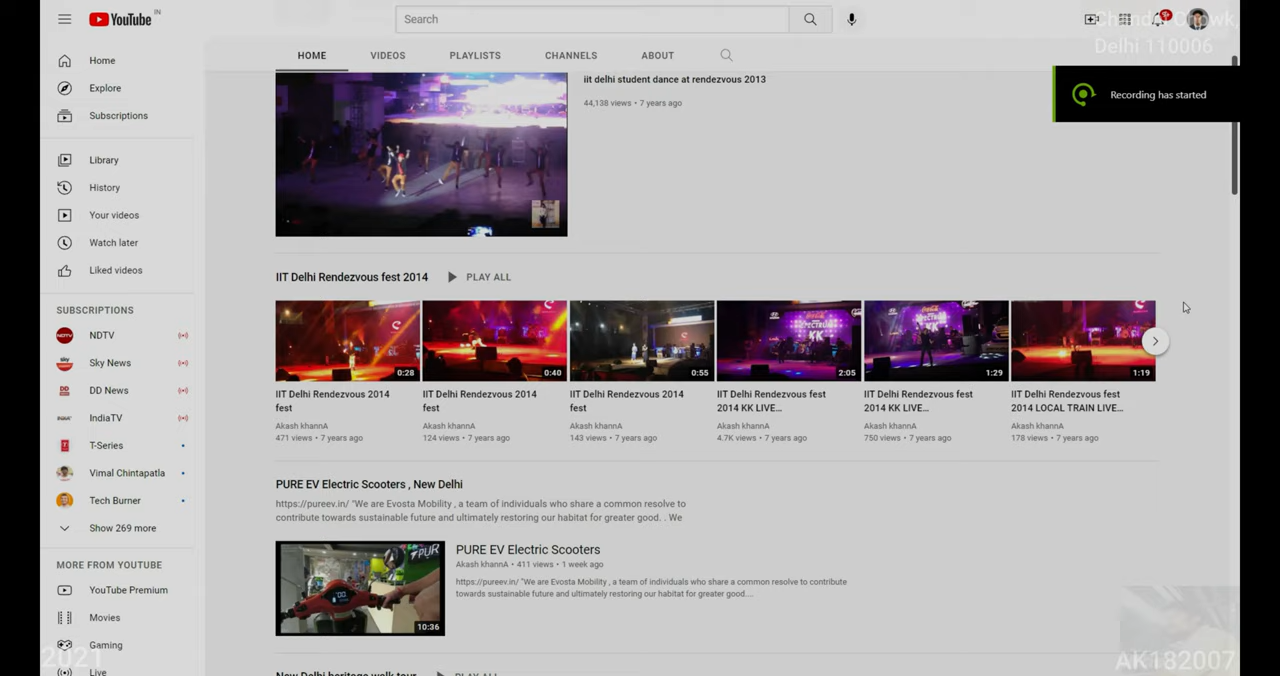 YouTube IN
Search
9+
Chandni Chowk,
Delhi 110006
HOME VIDEOS PLAYLISTS CHANNELS ABOUT
Recording has started
Home
Explore
Subscriptions
Library
History
Your videos
Watch later
Liked videos
SUBSCRIPTIONS
NDTV
Sky News
DD News
IndiaTV
T-Series
Vimal Chintapatla
Tech Burner
Show 269 more
MORE FROM YOUTUBE
YouTube Premium
Movies
Gaming
Live
2021
iit delhi student dance at rendezvous 2013
44,138 views • 7 years ago
IIT Delhi Rendezvous fest 2014 PLAY ALL
0:28 0:40 0:55 2:05 1:29 1:19
IIT Delhi Rendezvous 2014
fest
Akash khannA
471 views • 7 years ago
IIT Delhi Rendezvous 2014
fest
Akash khannA
124 views • 7 years ago
IIT Delhi Rendezvous 2014
fest
Akash khannA
143 views • 7 years ago
IIT Delhi Rendezvous fest
2014 KK LIVE...
Akash khannA
4.7K views • 7 years ago
IIT Delhi Rendezvous fest
2014 KK LIVE...
Akash khannA
750 views • 7 years ago
IIT Delhi Rendezvous fest
2014 LOCAL TRAIN LIVE...
Akash khannA
178 views • 7 years ago
PURE EV Electric Scooters , New Delhi
https://pureev.in/ "We are Evosta Mobility , a team of individuals who share a common resolve to
contribute towards sustainable future and ultimately restoring our habitat for greater good. . We
PURE EV Electric Scooters
Akash khannA • 411 views • 1 week ago
https://pureev.in/ "We are Evosta Mobility , a team of individuals who share a common resolve to contribute
towards sustainable future and ultimately restoring our habitat for greater good....
10:36
New Delhi heritage walk tour PLAY ALL
AK182007